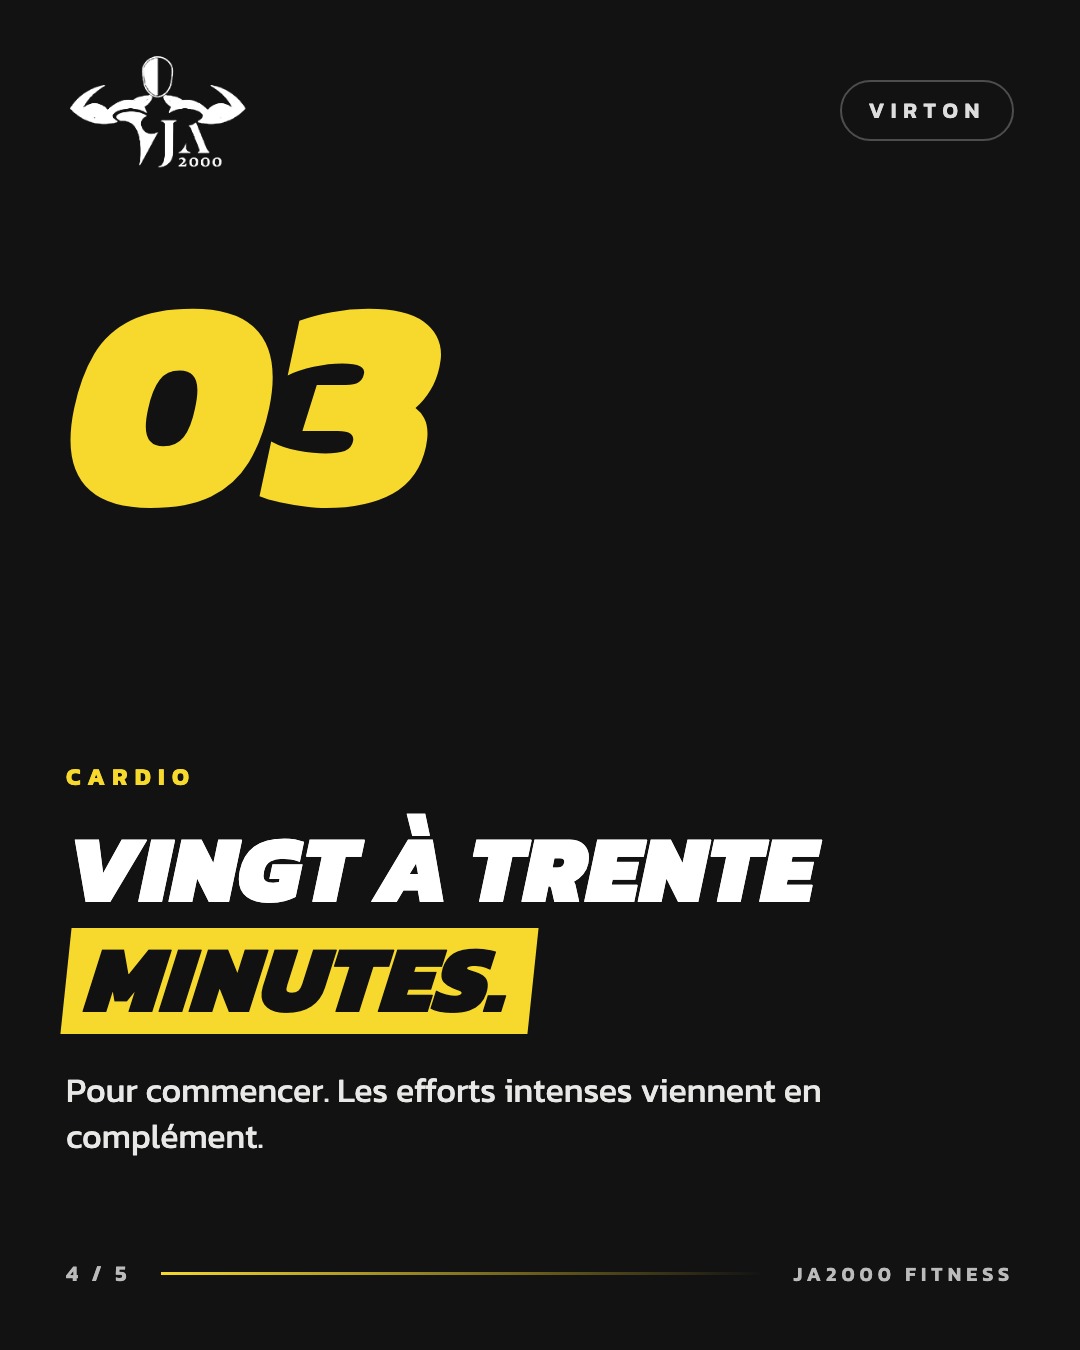 JA
2000
VIRTON
03
CARDIO
VINGT À TRENTE
MINUTES.
Pour commencer. Les efforts intenses viennent en
complément.
4 / 5
JA2000 FITNESS